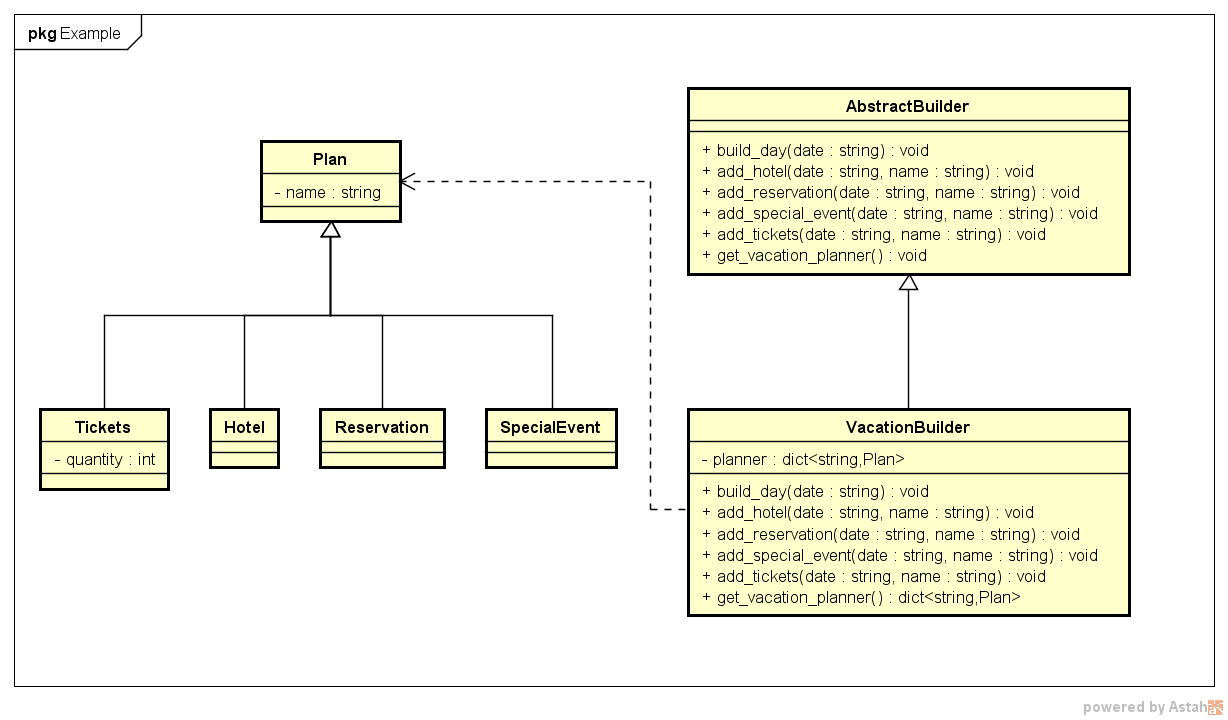 pkg Example
AbstractBuilder
+ build_day(date : string) : void
+ add_hotel(date : string, name : string) : void
+ add_reservation(date : string, name : string) : void
+ add_special_event(date : string, name : string) : void
+ add_tickets(date : string, name : string) : void
+ get_vacation_planner() : void
Plan
- name : string
Tickets
- quantity : int
Hotel
Reservation
SpecialEvent
VacationBuilder
- planner : dict<string,Plan>
+ build_day(date : string) : void
+ add_hotel(date : string, name : string) : void
+ add_reservation(date : string, name : string) : void
+ add_special_event(date : string, name : string) : void
+ add_tickets(date : string, name : string) : void
+ get_vacation_planner() : dict<string,Plan>
powered by Astah